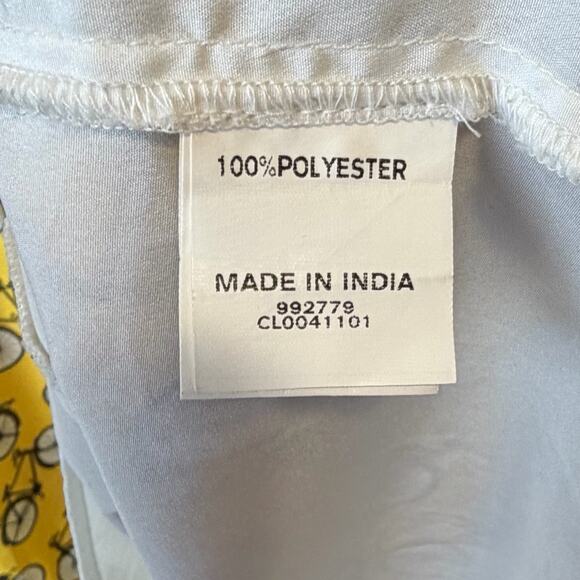 100%POLYESTER
MADE IN INDIA
992779
CL0041101